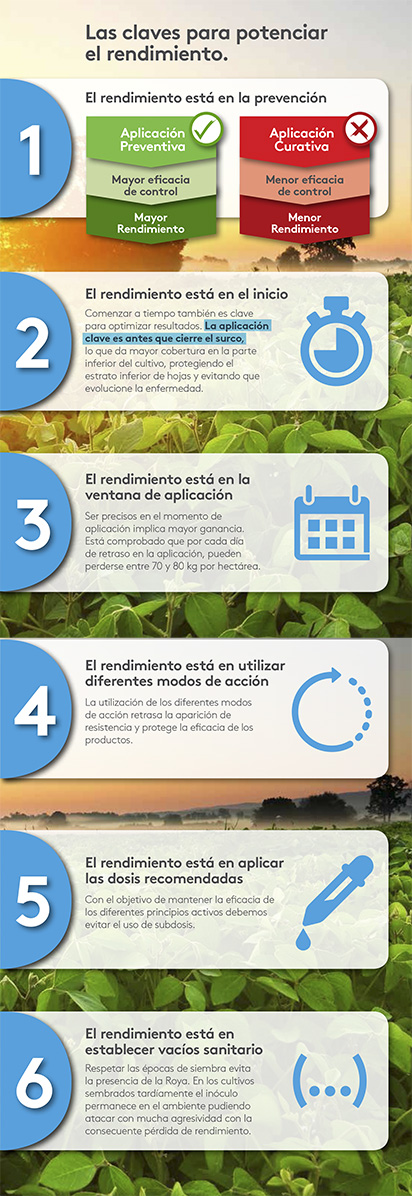 Las claves para potenciar
el rendimiento.
1
El rendimiento está en la prevención
Aplicación
Preventiva
Mayor eficacia
de control
Mayor
Rendimiento
Aplicación
Curativa
Menor eficacia
de control
Menor
Rendimiento
2
El rendimiento está en el inicio
Comenzar a tiempo también es clave
para optimizar resultados. La aplicación
clave es antes que cierre el surco,
lo que da mayor cobertura en la parte
inferior del cultivo, protegiendo el
estrato inferior de hojas y evitando que
evolucione la enfermedad.
3
El rendimiento está en la
ventana de aplicación
Ser precisos en el momento de
aplicación implica mayor ganancia.
Está comprobado que por cada día
de retraso en la aplicación, pueden
perderse entre 70 y 80 kg por hectárea.
4
El rendimiento está en utilizar
diferentes modos de acción
La utilización de los diferentes modos
de acción retrasa la aparición de
resistencia y protege la eficacia de los
productos.
5
El rendimiento está en aplicar
las dosis recomendadas
Con el objetivo de mantener la eficacia de
los diferentes principios activos debemos
evitar el uso de subdosis.
6
El rendimiento está en
establecer vacíos sanitario
Respetar las épocas de siembra evita
la presencia de la Roya. En los cultivos
sembrados tardíamente el inóculo
permanece en el ambiente pudiendo
atacar con mucha agresividad con la
consecuente pérdida de rendimiento.
(...)